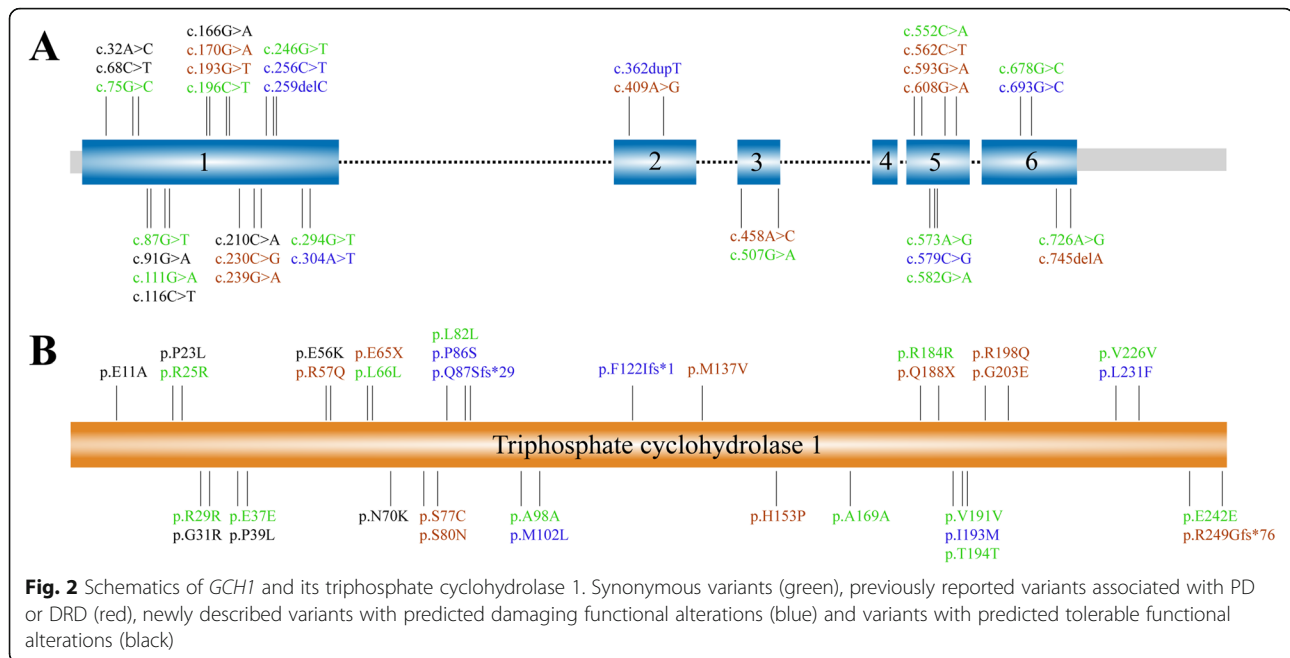 A
c.32A>C
c.68C>T
c.75G>C
c.166G>A
c.170G>A
c.193G>T
c.196C>T
c.246G>T
c.256C>T
c.259delC
c.362dupT
c.409A>G
c.552C>A
c.562C>T
c.593G>A
c.608G>A
c.678G>C
c.693G>C
1 2 3 4 5 6
c.87G>T
c.91G>A
c.111G>A
c.116C>T
c.210C>A
c.230C>G
c.239G>A
c.294G>T
c.304A>T
c.458A>C
c.507G>A
c.573A>G
c.579C>G
c.582G>A
c.726A>G
c.745delA
B
p.E11A
p.P23L
p.R25R
p.E56K
p.R57Q
p.E65X
p.L66L
p.L82L
p.P86S
p.Q87Sfs*29
p.F122Ifs*1
p.M137V
p.R184R
p.Q188X
p.R198Q
p.G203E
p.V226V
p.L231F
Triphosphate cyclohydrolase 1
p.R29R
p.G31R
p.E37E
p.P39L
p.N70K
p.S77C
p.S80N
p.A98A
p.M102L
p.H153P
p.A169A
p.V191V
p.I193M
p.T194T
p.E242E
p.R249Gfs*76
Fig. 2 Schematics of GCH1 and its triphosphate cyclohydrolase 1. Synonymous variants (green), previously reported variants associated with PD
or DRD (red), newly described variants with predicted damaging functional alterations (blue) and variants with predicted tolerable functional
alterations (black)